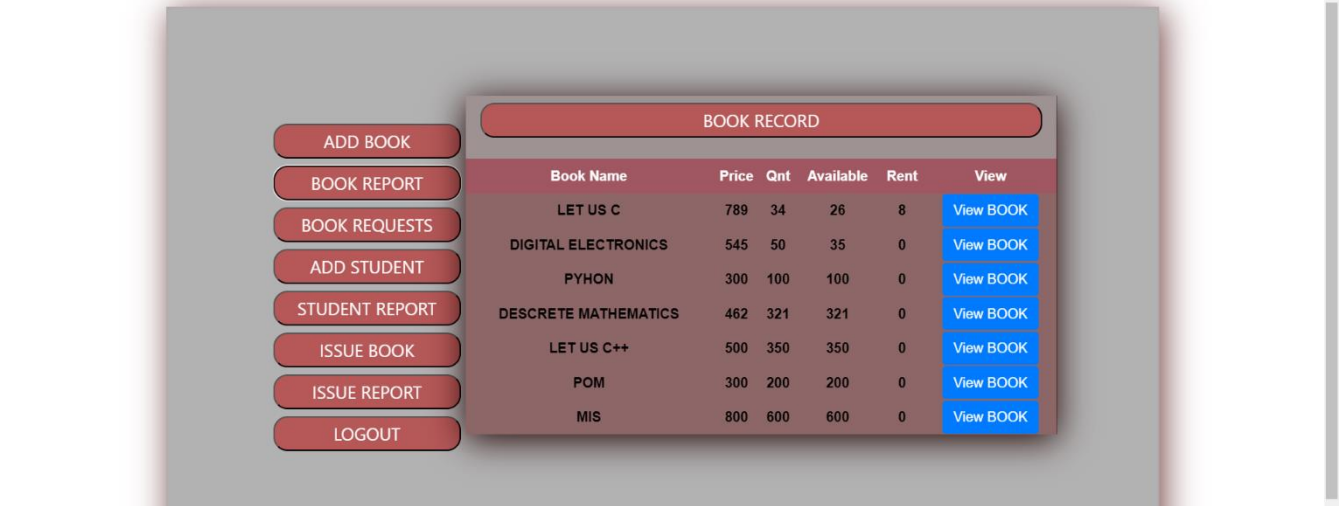 ADD BOOK
BOOK REPORT
BOOK REQUESTS
ADD STUDENT
STUDENT REPORT
ISSUE BOOK
ISSUE REPORT
LOGOUT
BOOK RECORD
Book Name Price Qnt Available Rent View
LET US C 789 34 26 8 View BOOK
DIGITAL ELECTRONICS 545 50 35 0 View BOOK
PYHON 300 100 100 0 View BOOK
DESCRETE MATHEMATICS 462 321 321 0 View BOOK
LET US C++ 500 350 350 0 View BOOK
POM 300 200 200 0 View BOOK
MIS 800 600 600 0 View BOOK